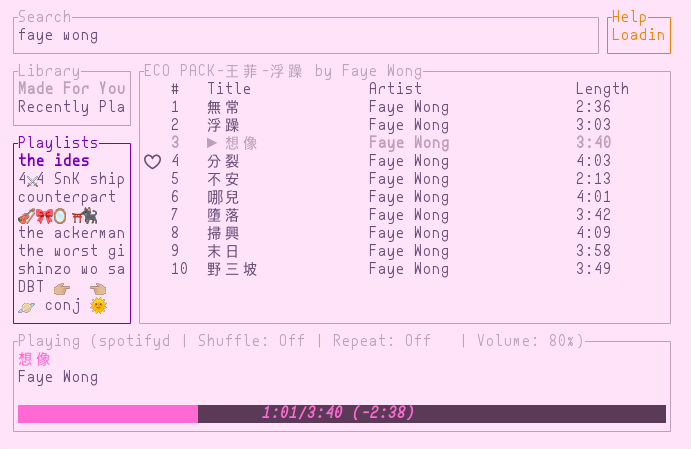 Search
faye wong
Help
Loadin
Library
Made For You
Recently Pla
Playlists
the ides
4⚔4 SnK ship
counterpart
🎻🎀🪞⛩🐈‍⬛
the ackerman
the worst gi
shinzo wo sa
DBT 👉🏼 👈🏼
🪐 conj 🌞
ECO PACK-王菲-浮躁 by Faye Wong
# Title Artist Length
1 無常 Faye Wong 2:36
2 浮躁 Faye Wong 3:03
3 ▶ 想像 Faye Wong 3:40
♡ 4 分裂 Faye Wong 4:03
5 不安 Faye Wong 2:13
6 哪兒 Faye Wong 4:01
7 墮落 Faye Wong 3:42
8 掃興 Faye Wong 4:09
9 末日 Faye Wong 3:58
10 野三坡 Faye Wong 3:49
Playing (spotifyd | Shuffle: Off | Repeat: Off | Volume: 80%)
想像
Faye Wong
1:01/3:40 (-2:38)